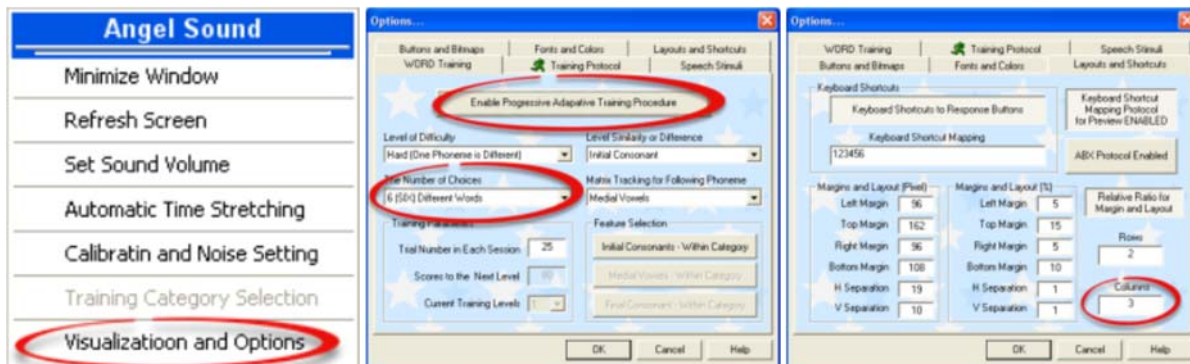 Angel Sound
Minimize Window
Refresh Screen
Set Sound Volume
Automatic Time Stretching
Calibratin and Noise Setting
Training Category Selection
Visualizatioon and Options
Options...
Buttons and Bitmaps Fonts and Colors Layouts and Shortcuts
WORD Training Training Protocol Speech Stimuli
Enable Progressive Adapative Training Procedure
Level of Difficulty Level Similarity or Difference
Hard (One Phoneme is Different) Initial Consonant
The Number of Choices Matrix Tracking for Following Phoneme
6 (SIX) Different Words Medial Vowels
Training Parameters Feature Selection
Trial Number in Each Session 25 Initial Consonants - Within Category
Scores to the Next Level Medial Vowels - Within Category
Current Training Levels 1 Final Consonants - Within Category
OK Cancel Help
Options...
WORD Training Training Protocol Speech Stimuli
Buttons and Bitmaps Fonts and Colors Layouts and Shortcuts
Keyboard Shortcuts
Keyboard Shortcuts to Response Buttons
Keyboard Shortcut
Mapping Protocol
for Preview ENABLED
Keyboard Shortcut Mapping
123456
ABX Protocol Enabled
Margins and Layout (Pixel) Margins and Layout (%)
Left Margin 96 Left Margin 5
Top Margin 162 Top Margin 15
Right Margin 96 Right Margin 5
Bottom Margin 108 Bottom Margin 10
H Separation 19 H Separation 1
V Separation 10 V Separation 1
Relative Ratio for
Margin and Layout
Rows
2
Columns
3
OK Cancel Help